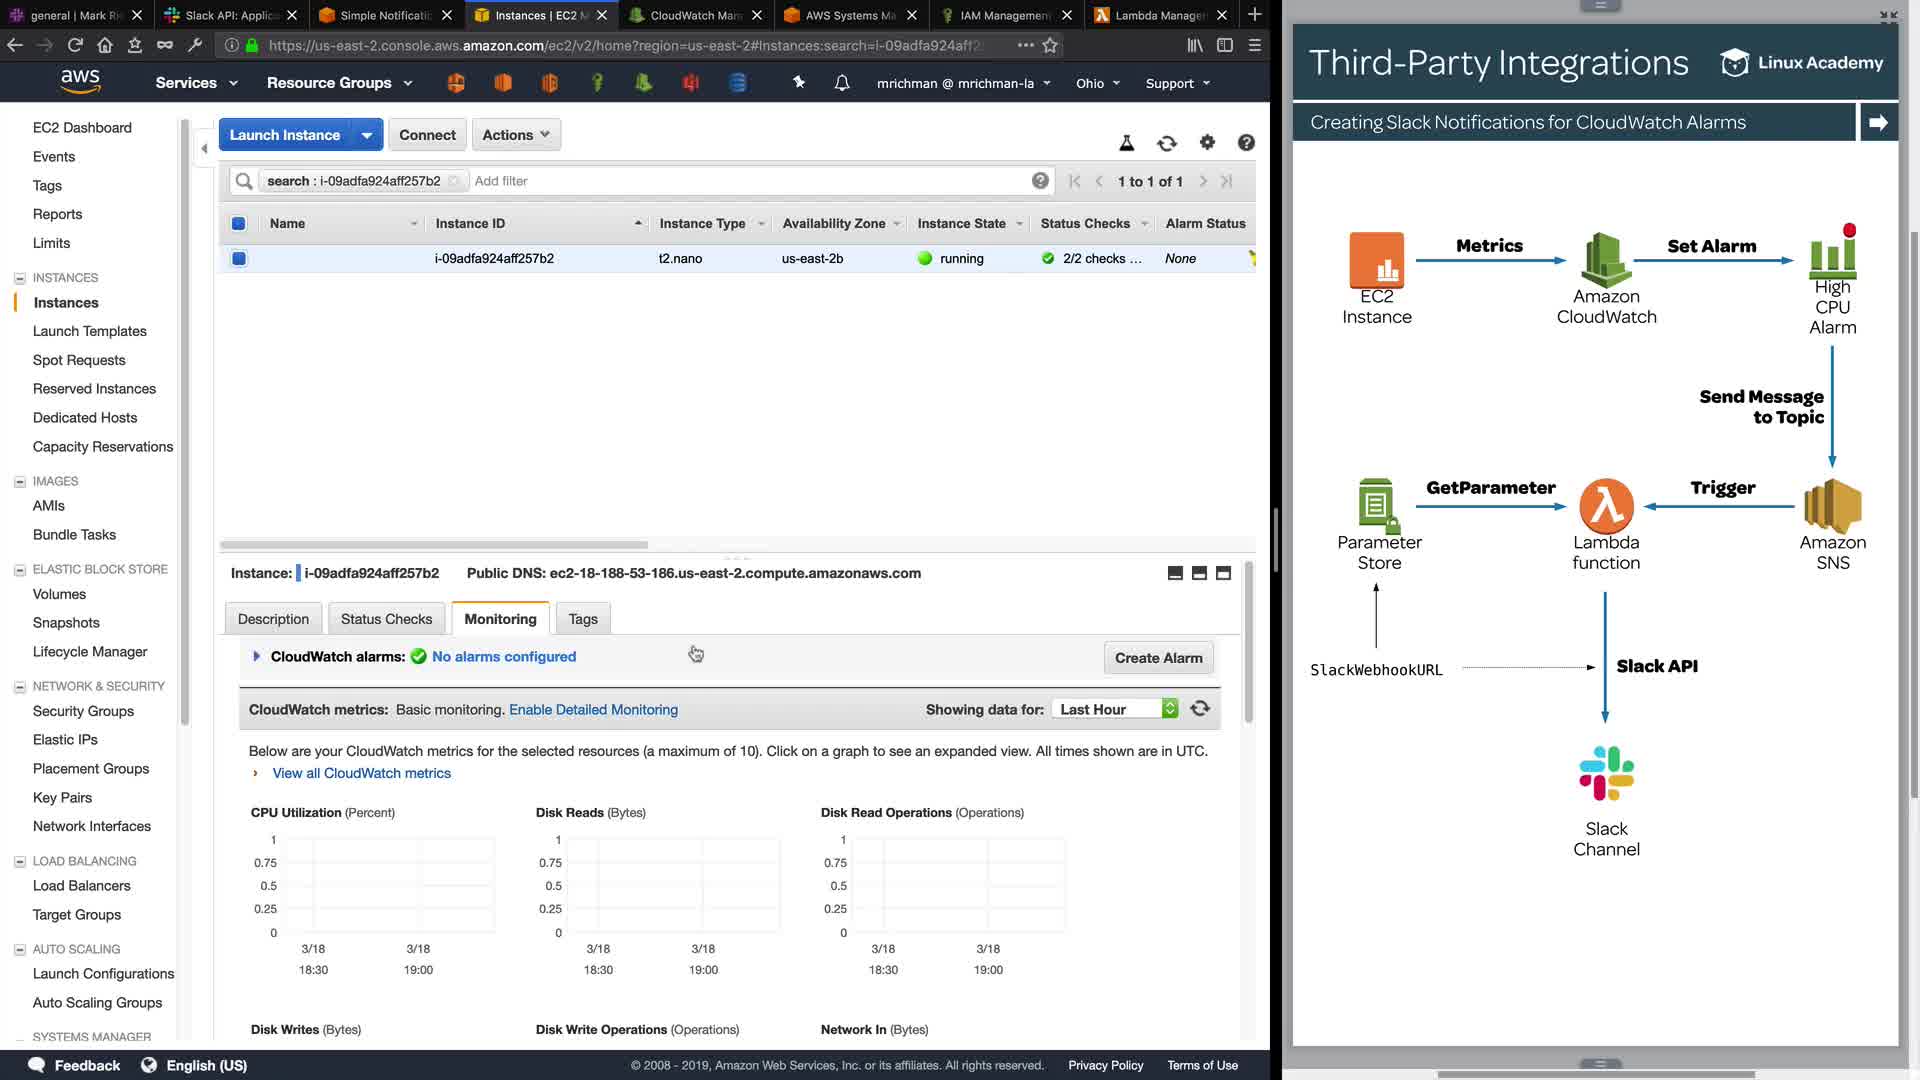 general | Mark Ri
Slack API: Applic
Simple Notificati
Instances | EC2 M
CloudWatch Man
AWS Systems Ma
IAM Management
Lambda Manage
https://us-east-2.console.aws.amazon.com/ec2/v2/home?region=us-east-2#Instances:search=i-09adfa924aff2
aws
Services
Resource Groups
mrichman @ mrichman-la
Ohio
Support
EC2 Dashboard
Events
Tags
Reports
Limits
INSTANCES
Instances
Launch Templates
Spot Requests
Reserved Instances
Dedicated Hosts
Capacity Reservations
IMAGES
AMIs
Bundle Tasks
ELASTIC BLOCK STORE
Volumes
Snapshots
Lifecycle Manager
NETWORK & SECURITY
Security Groups
Elastic IPs
Placement Groups
Key Pairs
Network Interfaces
LOAD BALANCING
Load Balancers
Target Groups
AUTO SCALING
Launch Configurations
Auto Scaling Groups
SYSTEMS MANAGER
Launch Instance
Connect
Actions
search : i-09adfa924aff257b2
Add filter
1 to 1 of 1
Name
Instance ID
Instance Type
Availability Zone
Instance State
Status Checks
Alarm Status
i-09adfa924aff257b2
t2.nano
us-east-2b
running
2/2 checks ...
None
Instance: i-09adfa924aff257b2
Public DNS: ec2-18-188-53-186.us-east-2.compute.amazonaws.com
Description
Status Checks
Monitoring
Tags
CloudWatch alarms: No alarms configured
Create Alarm
CloudWatch metrics: Basic monitoring. Enable Detailed Monitoring
Showing data for: Last Hour
Below are your CloudWatch metrics for the selected resources (a maximum of 10). Click on a graph to see an expanded view. All times shown are in UTC.
› View all CloudWatch metrics
CPU Utilization (Percent)
1
0.75
0.5
0.25
0
3/18
18:30
3/18
19:00
Disk Reads (Bytes)
1
0.75
0.5
0.25
0
3/18
18:30
3/18
19:00
Disk Read Operations (Operations)
1
0.75
0.5
0.25
0
3/18
18:30
3/18
19:00
Disk Writes (Bytes)
Disk Write Operations (Operations)
Network In (Bytes)
Feedback
English (US)
© 2008 - 2019, Amazon Web Services, Inc. or its affiliates. All rights reserved.
Privacy Policy
Terms of Use
Third-Party Integrations
Linux Academy
Creating Slack Notifications for CloudWatch Alarms
Metrics
Set Alarm
EC2
Instance
Amazon
CloudWatch
High
CPU
Alarm
Send Message
to Topic
GetParameter
Trigger
Parameter
Store
Lambda
function
Amazon
SNS
SlackWebhookURL
Slack API
Slack
Channel